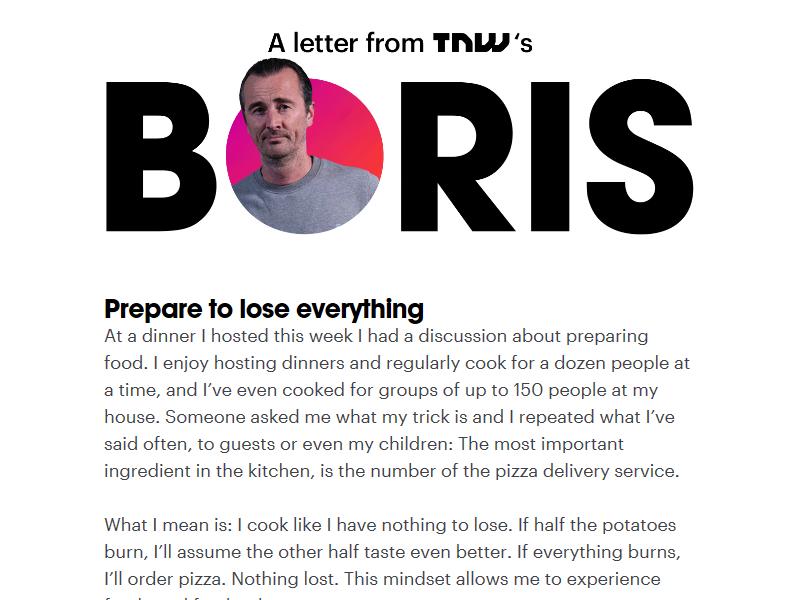 A letter from TNW's
BORIS
Prepare to lose everything
At a dinner I hosted this week I had a discussion about preparing
food. I enjoy hosting dinners and regularly cook for a dozen people at
a time, and I've even cooked for groups of up to 150 people at my
house. Someone asked me what my trick is and I repeated what I've
said often, to guests or even my children: The most important
ingredient in the kitchen, is the number of the pizza delivery service.
What I mean is: I cook like I have nothing to lose. If half the potatoes
burn, I'll assume the other half taste even better. If everything burns,
I'll order pizza. Nothing lost. This mindset allows me to experience